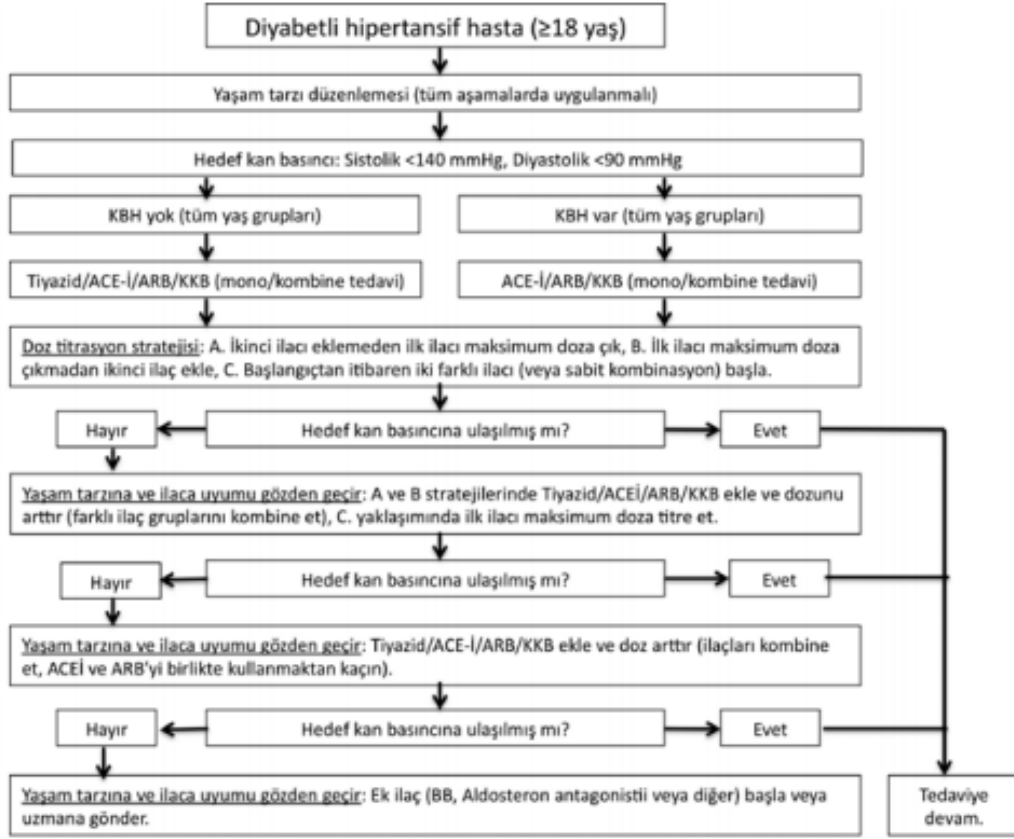 Diyabetli hipertansif hasta (≥18 yaş)
Yaşam tarzı düzenlemesi (tüm aşamalarda uygulanmalı)
Hedef kan basıncı: Sistolik <140 mmHg, Diyastolik <90 mmHg
KBH yok (tüm yaş grupları)
KBH var (tüm yaş grupları)
Tiyazid/ACE-İ/ARB/KKB (mono/kombine tedavi)
ACE-İ/ARB/KKB (mono/kombine tedavi)
Doz titrasyon stratejisi: A. İkinci ilacı eklemeden ilk ilacı maksimum doza çık, B. İlk ilacı maksimum doza
çıkmadan ikinci ilaç ekle, C. Başlangıçtan itibaren iki farklı ilacı (veya sabit kombinasyon) başla.
Hayır
Hedef kan basıncına ulaşılmış mı?
Evet
Yaşam tarzına ve ilaca uyumu gözden geçir: A ve B stratejilerinde Tiyazid/ACEİ/ARB/KKB ekle ve dozunu
arttır (farklı ilaç gruplarını kombine et), C. yaklaşımında ilk ilacı maksimum doza titre et.
Hayır
Hedef kan basıncına ulaşılmış mı?
Evet
Yaşam tarzına ve ilaca uyumu gözden geçir: Tiyazid/ACE-İ/ARB/KKB ekle ve doz arttır (ilaçları kombine
et, ACEİ ve ARB'yi birlikte kullanmaktan kaçın).
Hayır
Hedef kan basıncına ulaşılmış mı?
Evet
Yaşam tarzına ve ilaca uyumu gözden geçir: Ek ilaç (BB, Aldosteron antagonistii veya diğer) başla veya
uzmana gönder.
Tedaviye
devam.